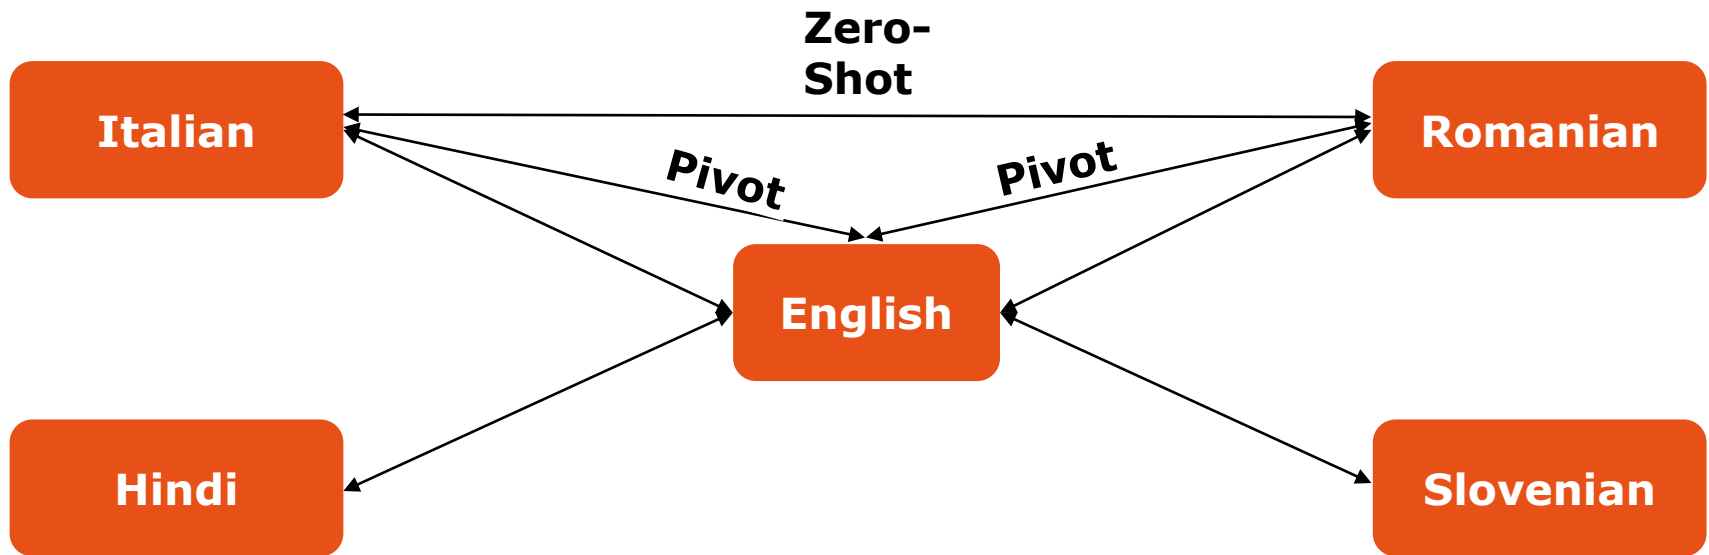 Zero–
Shot
Italian
Romanian
Pivot
Pivot
English
Hindi
Slovenian